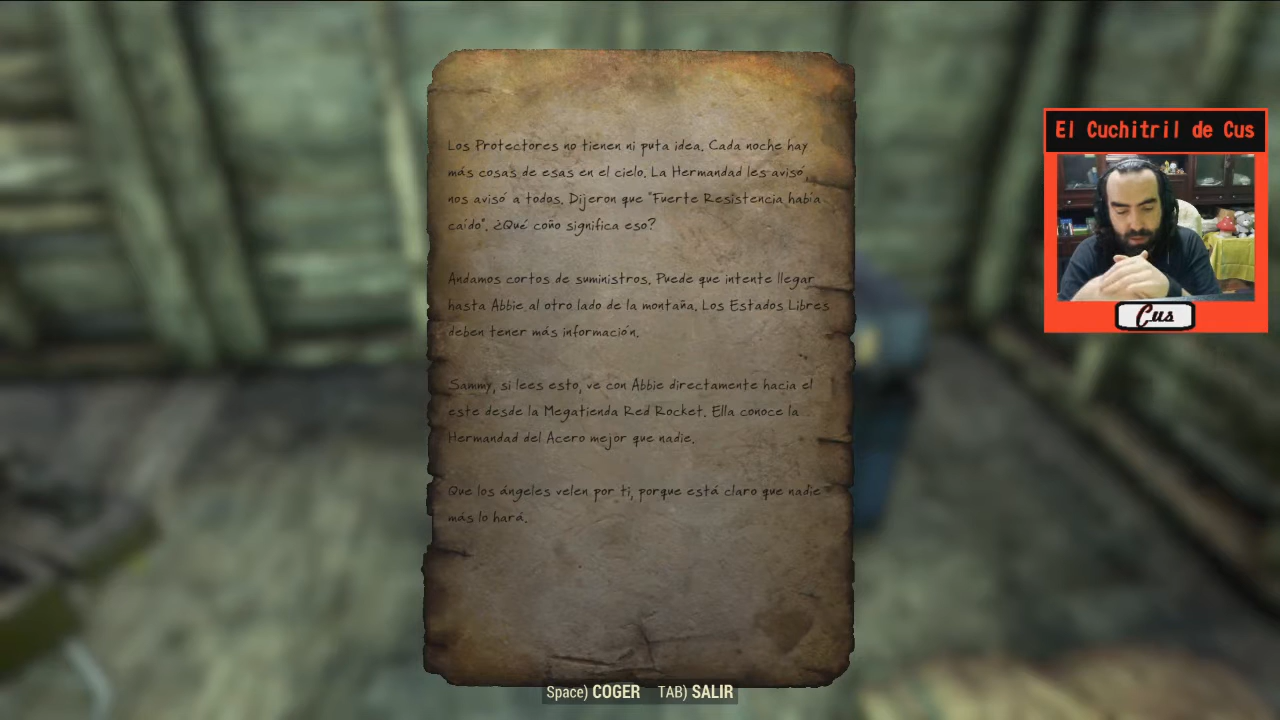 Los Protectores no tienen ni puta idea. Cada noche hay
más cosas de esas en el cielo. La Hermandad les avisó,
nos avisó a todos. Dijeron que "Fuerte Resistencia había
caído". ¿Qué coño significa eso?
Andamos cortos de suministros. Puede que intente llegar
hasta Abbie al otro lado de la montaña. Los Estados Libres
deben tener más información.
Sammy, si lees esto, ve con Abbie directamente hacia el
este desde la Megatienda Red Rocket. Ella conoce la
Hermandad del Acero mejor que nadie.
Que los ángeles velen por ti, porque está claro que nadie
más lo hará.
Space) COGER TAB) SALIR
El Cuchitril de Cus
Cus